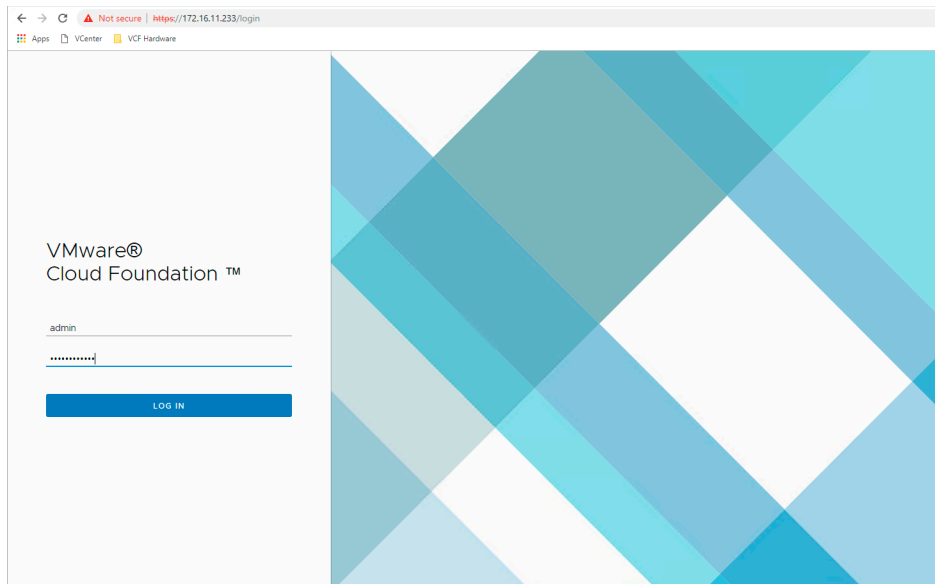 Not secure | https://172.16.11.233/login
Apps VCenter VCF Hardware
VMware®
Cloud Foundation ™
admin
••••••••••••
LOG IN